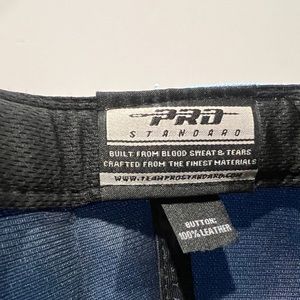 PRO
STANDARD
BUILT FROM BLOOD SWEAT & TEARS
CRAFTED FROM THE FINEST MATERIALS
WWW.TEAMPROSTANDARD.COM
BUTTON:
100% LEATHER